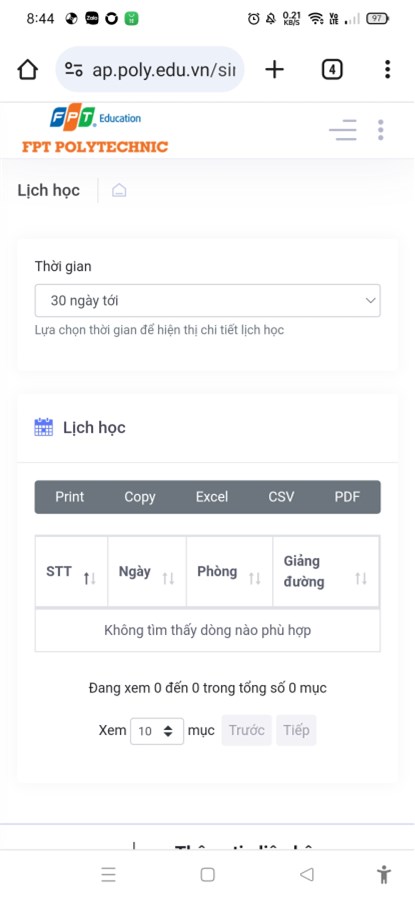 8:44
Zalo
0.21
KB/S
Vo
LTE
97
ap.poly.edu.vn/sin
4
FPT. Education
FPT POLYTECHNIC
Lịch học
Thời gian
30 ngày tới
Lựa chọn thời gian để hiện thị chi tiết lịch học
Lịch học
Print Copy Excel CSV PDF
STT Ngày Phòng Giảng đường
Không tìm thấy dòng nào phù hợp
Đang xem 0 đến 0 trong tổng số 0 mục
Xem 10 mục Trước Tiếp